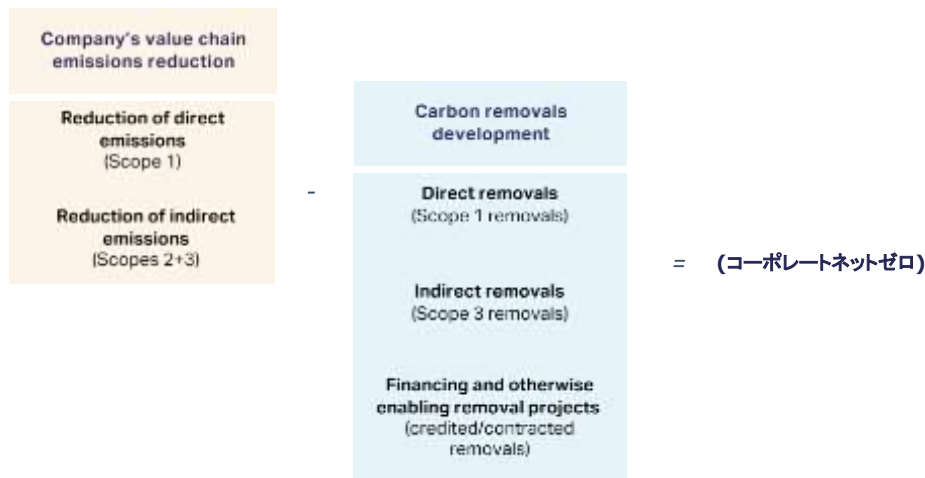 Company's value chain
emissions reduction
Reduction of direct
emissions
(Scope 1)
Reduction of indirect
emissions
(Scopes 2+3)
-
Carbon removals
development
Direct removals
(Scope 1 removals)
Indirect removals
(Scope 3 removals)
Financing and otherwise
enabling removal projects
(credited/contracted
removals)
= (コーポレートネットゼロ)